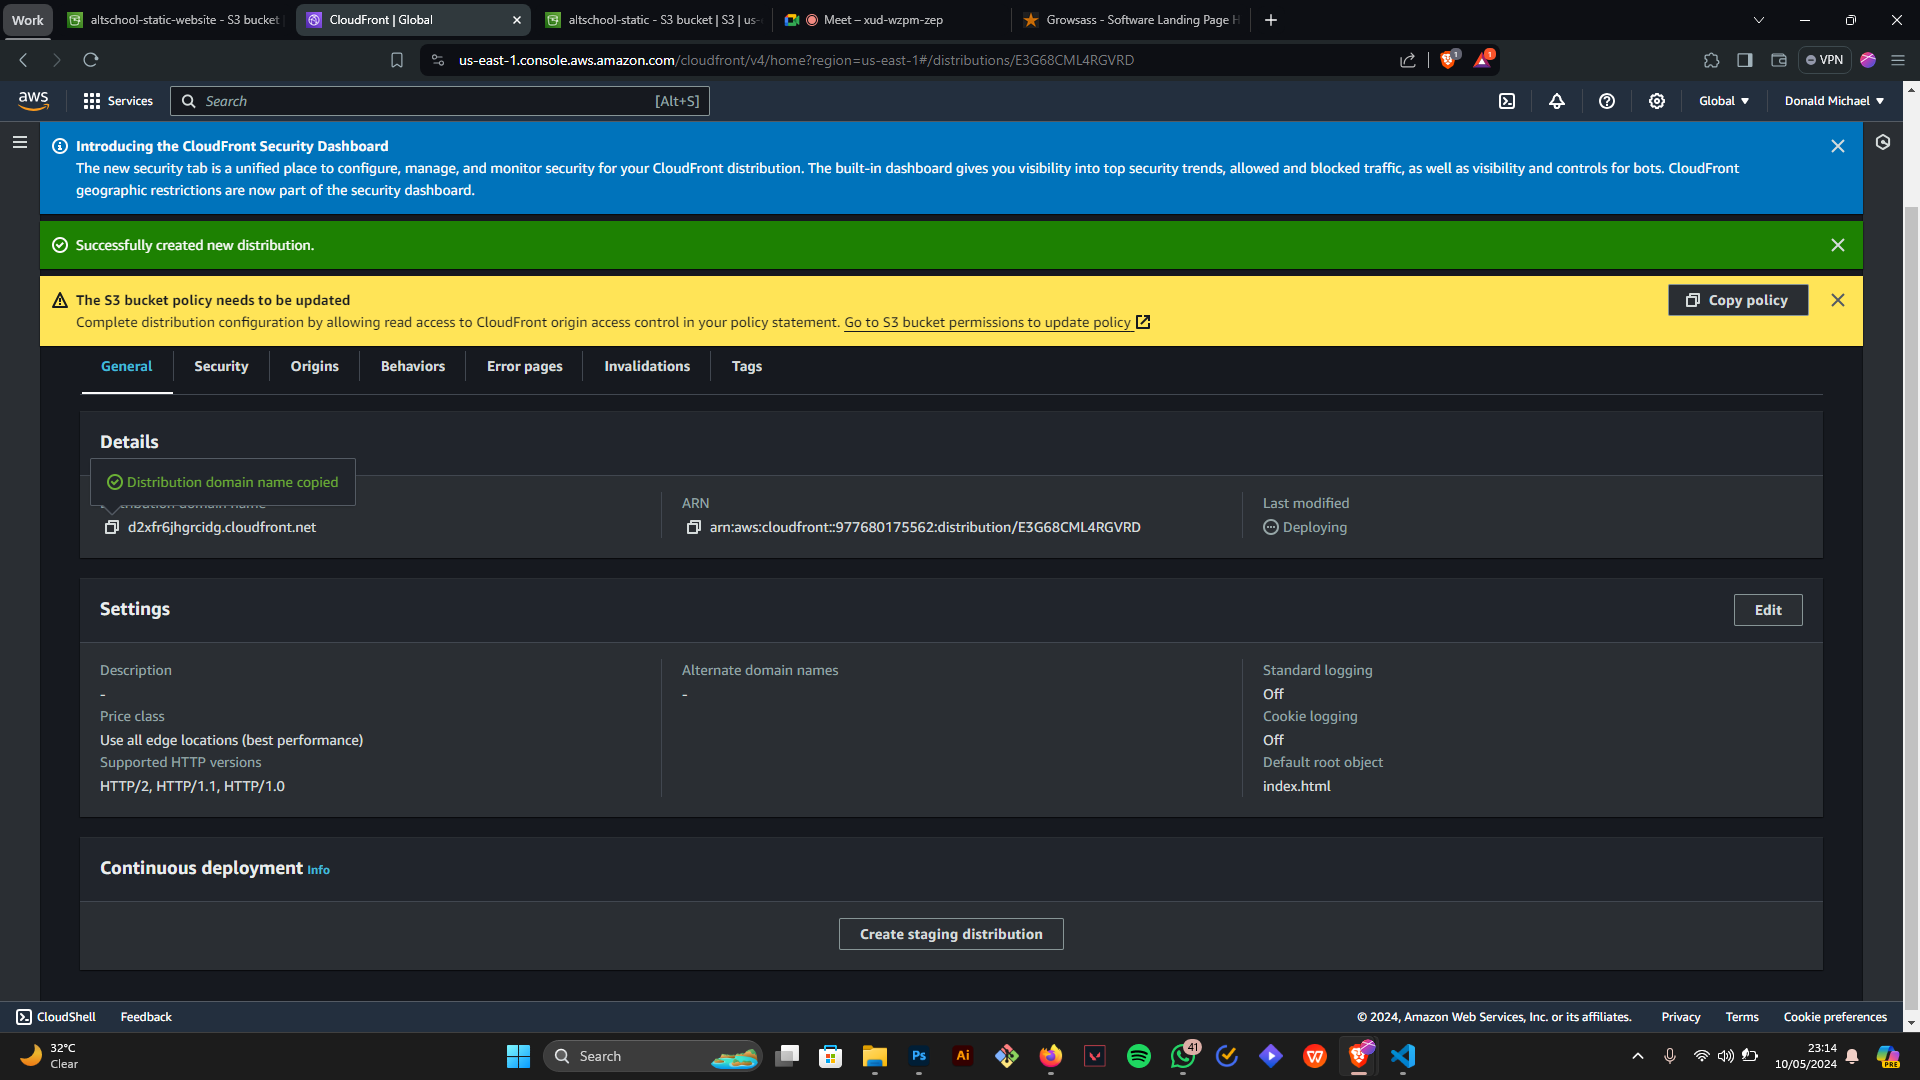 Work
altschool-static-website - S3 bucket
CloudFront | Global
altschool-static - S3 bucket | S3 | us-
Meet – xud-wzpm-zep
Growsass - Software Landing Page H
us-east-1.console.aws.amazon.com/cloudfront/v4/home?region=us-east-1#/distributions/E3G68CML4RGVRD
1
1
VPN
aws
Services
Search
[Alt+S]
Global
Donald Michael
Introducing the CloudFront Security Dashboard
The new security tab is a unified place to configure, manage, and monitor security for your CloudFront distribution. The built-in dashboard gives you visibility into top security trends, allowed and blocked traffic, as well as visibility and controls for bots. CloudFront
geographic restrictions are now part of the security dashboard.
Successfully created new distribution.
The S3 bucket policy needs to be updated
Complete distribution configuration by allowing read access to CloudFront origin access control in your policy statement. Go to S3 bucket permissions to update policy
Copy policy
General
Security
Origins
Behaviors
Error pages
Invalidations
Tags
Details
Distribution domain name copied
d2xfr6jhgrcidg.cloudfront.net
ARN
arn:aws:cloudfront::977680175562:distribution/E3G68CML4RGVRD
Last modified
Deploying
Settings
Edit
Description
-
Price class
Use all edge locations (best performance)
Supported HTTP versions
HTTP/2, HTTP/1.1, HTTP/1.0
Alternate domain names
-
Standard logging
Off
Cookie logging
Off
Default root object
index.html
Continuous deployment Info
Create staging distribution
CloudShell
Feedback
© 2024, Amazon Web Services, Inc. or its affiliates.
Privacy
Terms
Cookie preferences
32°C
Clear
Search
Ps
Ai
41
23:14
10/05/2024
PRE